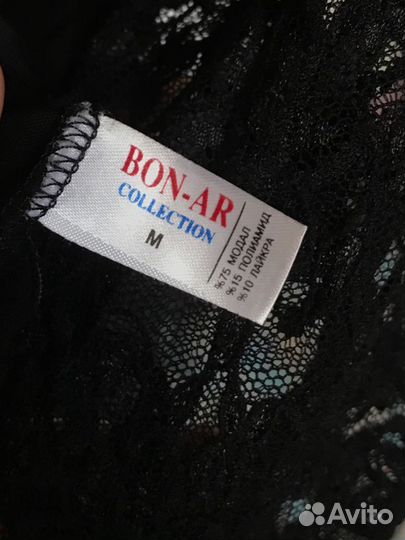 BON-AR
COLLECTION
M
%75 МОДАЛ
%15 ПОЛИАМИД
%10 ЛАЙКРА
Avito